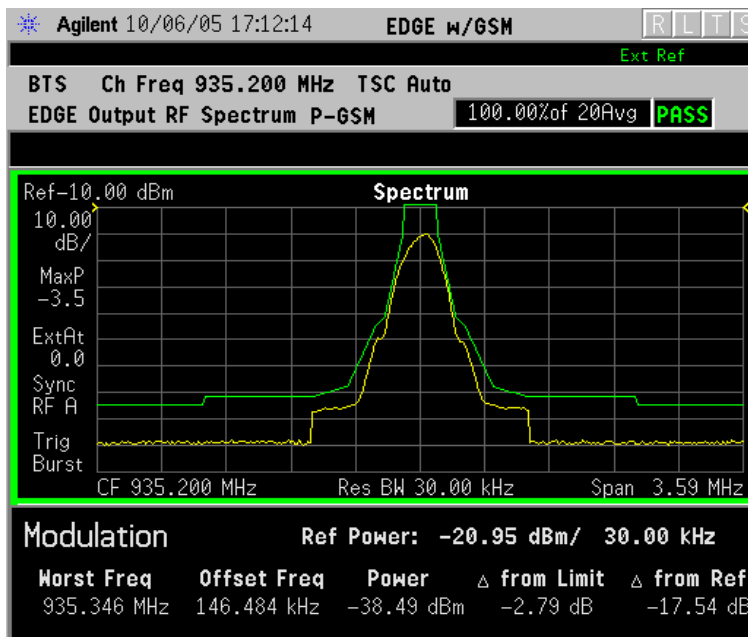 Agilent 10/06/05 17:12:14 EDGE w/GSM R L T S
Ext Ref
BTS Ch Freq 935.200 MHz TSC Auto
EDGE Output RF Spectrum P-GSM 100.00%of 20Avg PASS
Ref-10.00 dBm Spectrum
10.00
dB/
MaxP
-3.5
ExtAt
0.0
Sync
RF A
Trig
Burst
CF 935.200 MHz Res BW 30.00 kHz Span 3.59 MHz
Modulation Ref Power: -20.95 dBm/ 30.00 kHz
Worst Freq Offset Freq Power △ from Limit △ from Ref
935.346 MHz 146.484 kHz -38.49 dBm -2.79 dB -17.54 dB